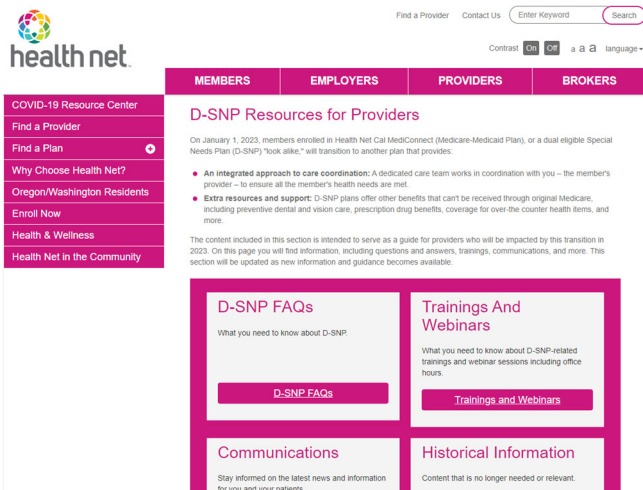 Find a Provider Contact Us Enter Keyword Search
health net.
Contrast On Off a a a language
MEMBERS EMPLOYERS PROVIDERS BROKERS
COVID-19 Resource Center
Find a Provider
Find a Plan
Why Choose Health Net?
Oregon/Washington Residents
Enroll Now
Health & Wellness
Health Net in the Community
D-SNP Resources for Providers
On January 1, 2023, members enrolled in Health Net Cal MediConnect (Medicare-Medicaid Plan), or a dual eligible Special
Needs Plan (D-SNP) "look alike," will transition to another plan that provides:
• An integrated approach to care coordination: A dedicated care team works in coordination with you – the member's
provider – to ensure all the member's health needs are met.
• Extra resources and support: D-SNP plans offer other benefits that can't be received through original Medicare,
including preventive dental and vision care, prescription drug benefits, coverage for over-the counter health items, and
more.
The content included in this section is intended to serve as a guide for providers who will be impacted by this transition in
2023. On this page you will find information, including questions and answers, trainings, communications, and more. This
section will be updated as new information and guidance becomes available.
D-SNP FAQs
What you need to know about D-SNP.
D-SNP FAQs
Trainings And
Webinars
What you need to know about D-SNP-related
trainings and webinar sessions including office
hours.
Trainings and Webinars
Communications
Stay informed on the latest news and information
for you and your patients.
Historical Information
Content that is no longer needed or relevant.